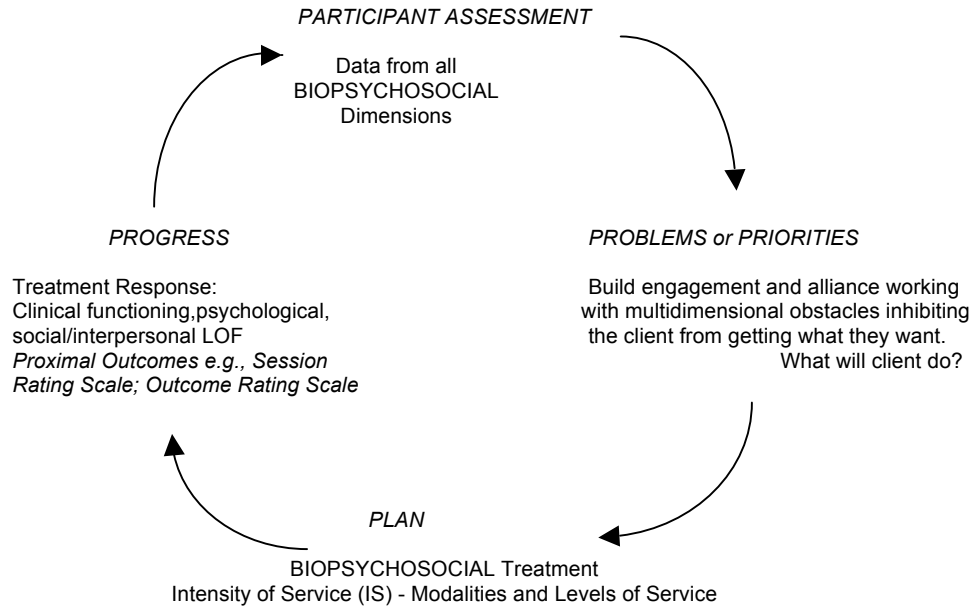 PARTICIPANT ASSESSMENT
Data from all
BIOPSYCHOSOCIAL
Dimensions
PROBLEMS or PRIORITIES
Build engagement and alliance working
with multidimensional obstacles inhibiting
the client from getting what they want.
What will client do?
PLAN
BIOPSYCHOSOCIAL Treatment
Intensity of Service (IS) - Modalities and Levels of Service
PROGRESS
Treatment Response:
Clinical functioning,psychological,
social/interpersonal LOF
Proximal Outcomes e.g., Session
Rating Scale; Outcome Rating Scale